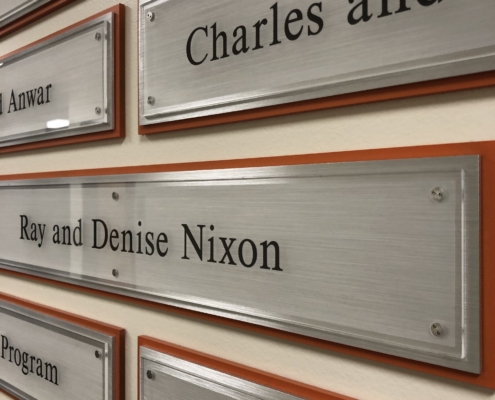 Charles and
Anwar
Ray and Denise Nixon
Program